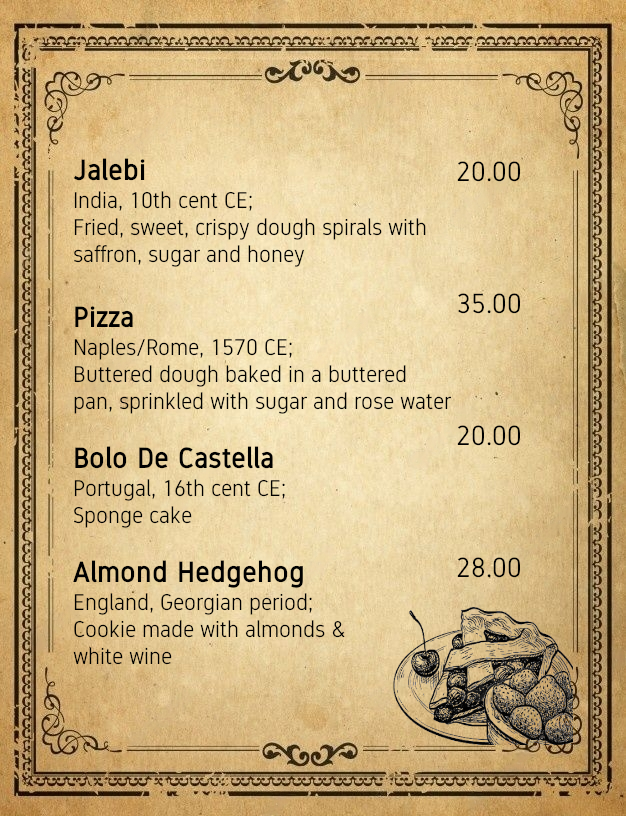 Jalebi 20.00
India, 10th cent CE;
Fried, sweet, crispy dough spirals with
saffron, sugar and honey
Pizza 35.00
Naples/Rome, 1570 CE;
Buttered dough baked in a buttered
pan, sprinkled with sugar and rose water
Bolo De Castella 20.00
Portugal, 16th cent CE;
Sponge cake
Almond Hedgehog 28.00
England, Georgian period;
Cookie made with almonds &
white wine